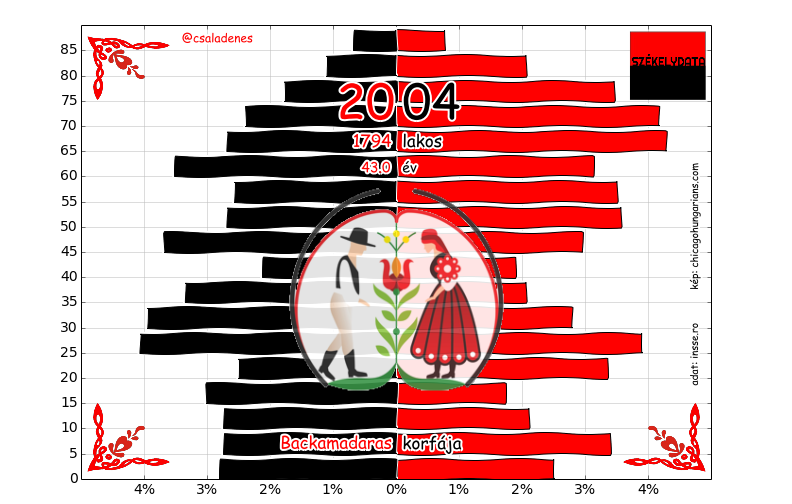 @csaladenes
SZÉKELYDATA
2004
1794 lakos
43.0 év
kép: chicagohungarians.com
adat: insse.ro
Backamadaras korfája
85
80
75
70
65
60
55
50
45
40
35
30
25
20
15
10
5
0
4% 3% 2% 1% 0% 1% 2% 3% 4%